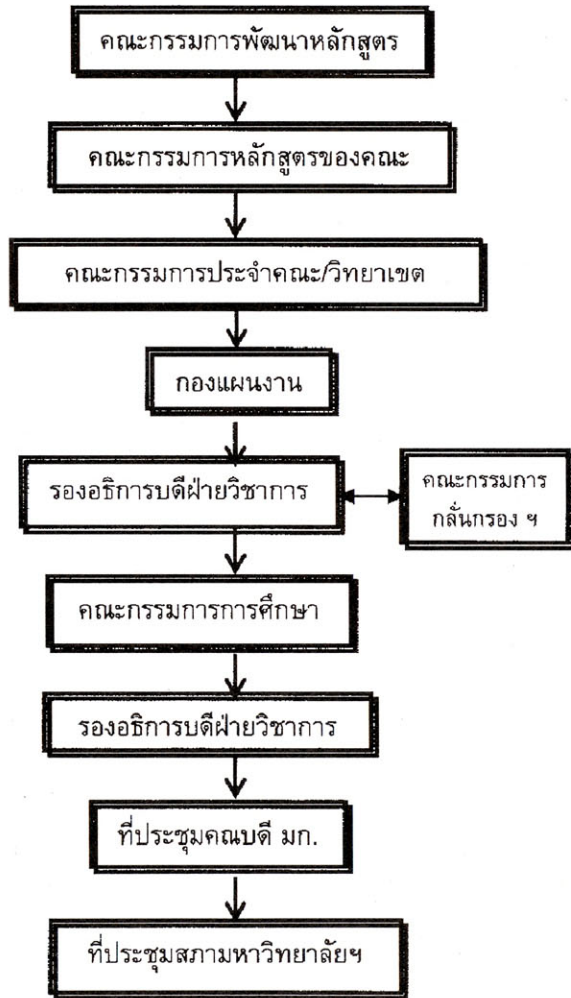 คณะกรรมการพัฒนาหลักสูตร
คณะกรรมการหลักสูตรของคณะ
คณะกรรมการประจำคณะ/วิทยาเขต
กองแผนงาน
รองอธิการบดีฝ่ายวิชาการ
คณะกรรมการ
กลั่นกรอง ฯ
คณะกรรมการการศึกษา
รองอธิการบดีฝ่ายวิชาการ
ที่ประชุมคณบดี มก.
ที่ประชุมสภามหาวิทยาลัยฯ